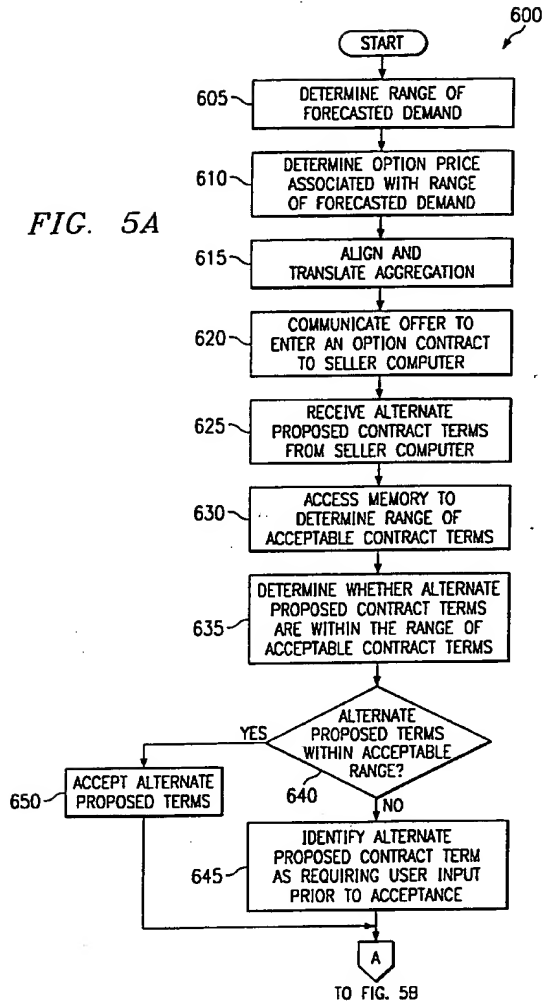 600
START
605
DETERMINE RANGE OF
FORECASTED DEMAND
610
DETERMINE OPTION PRICE
ASSOCIATED WITH RANGE
OF FORECASTED DEMAND
FIG. 5A
615
ALIGN AND
TRANSLATE AGGREGATION
620
COMMUNICATE OFFER TO
ENTER AN OPTION CONTRACT
TO SELLER COMPUTER
625
RECEIVE ALTERNATE
PROPOSED CONTRACT TERMS
FROM SELLER COMPUTER
630
ACCESS MEMORY TO
DETERMINE RANGE OF
ACCEPTABLE CONTRACT TERMS
635
DETERMINE WHETHER ALTERNATE
PROPOSED CONTRACT TERMS
ARE WITHIN THE RANGE OF
ACCEPTABLE CONTRACT TERMS
ALTERNATE
PROPOSED TERMS
WITHIN ACCEPTABLE
RANGE?
640
YES
650
ACCEPT ALTERNATE
PROPOSED TERMS
NO
645
IDENTIFY ALTERNATE
PROPOSED CONTRACT TERM
AS REQUIRING USER INPUT
PRIOR TO ACCEPTANCE
A
TO FIG. 5B